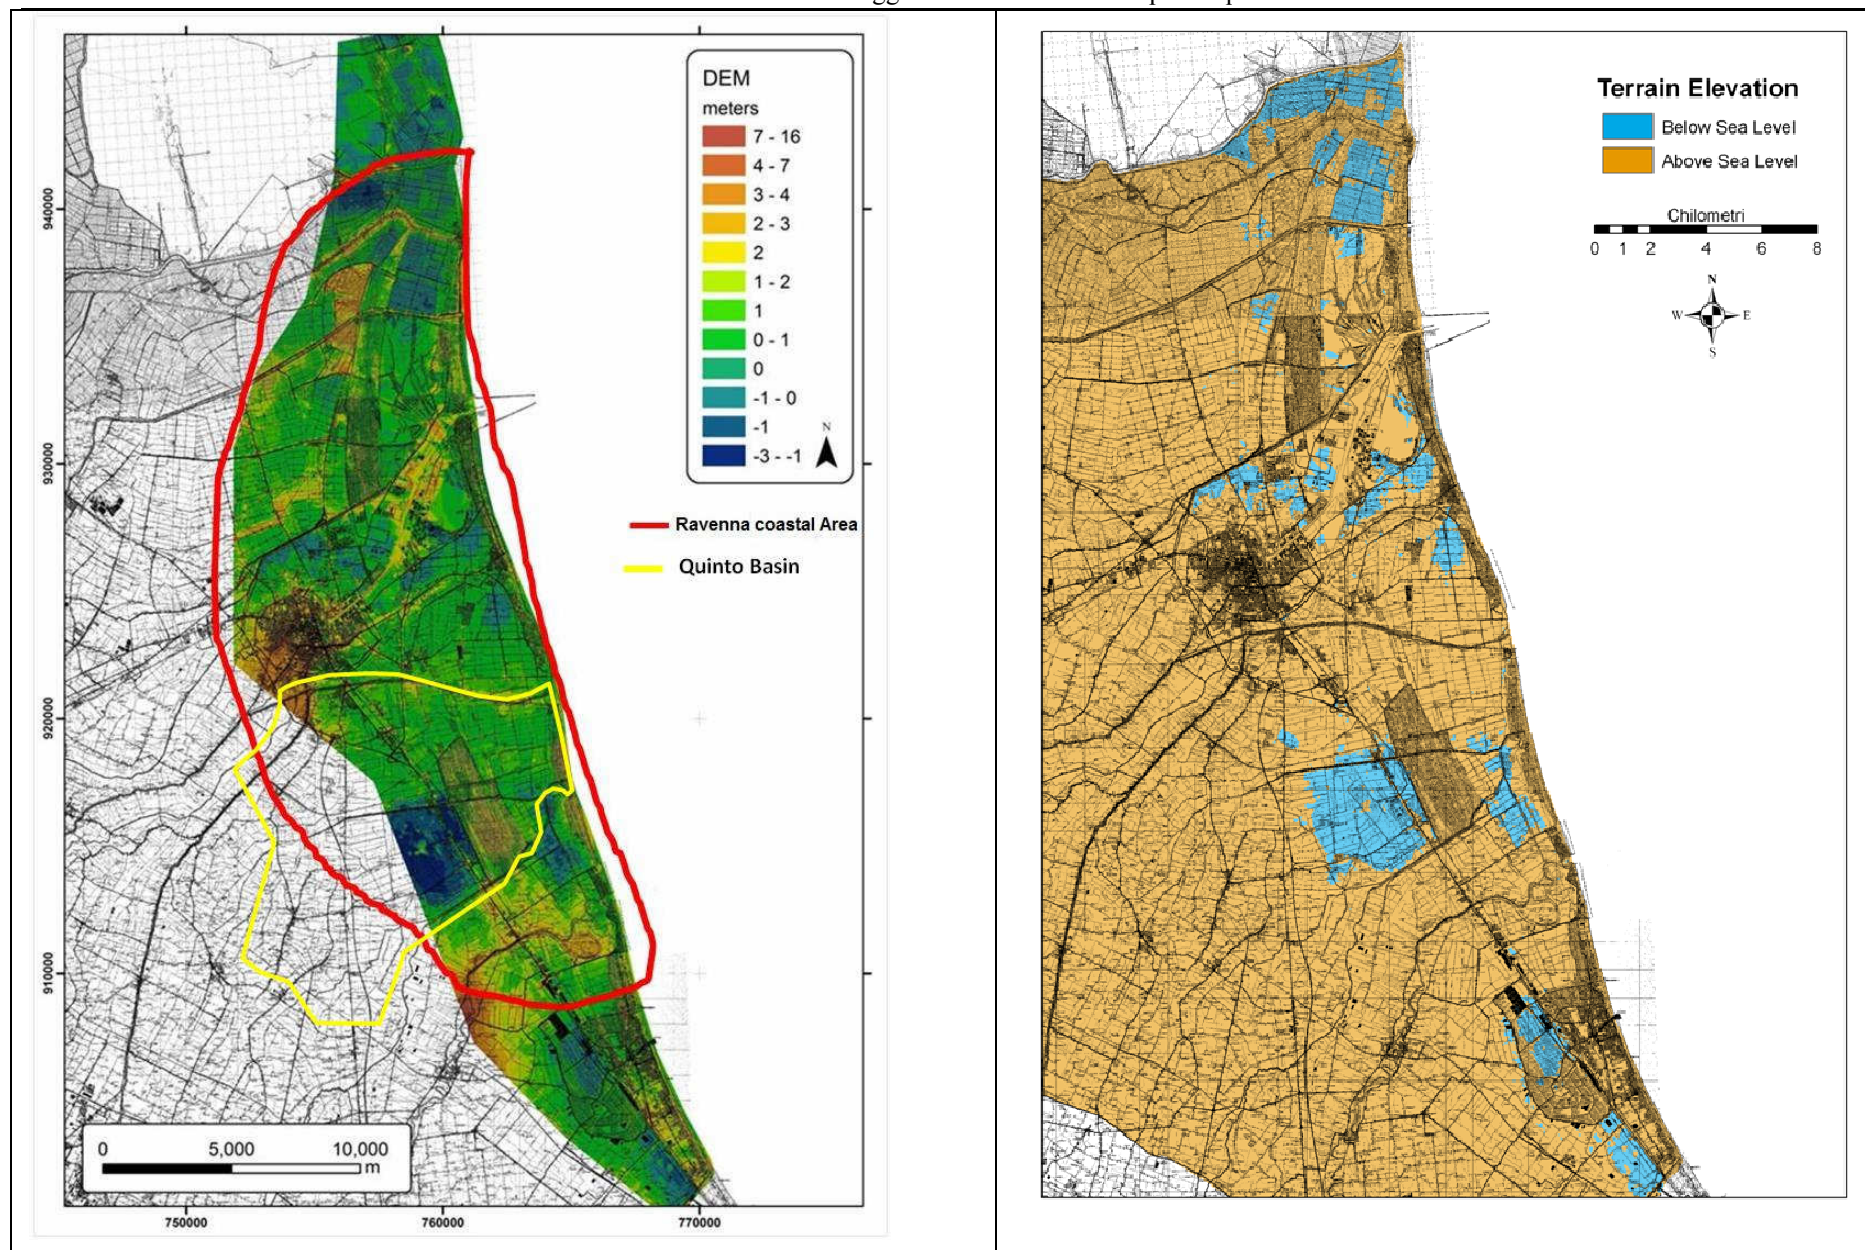 DEM
meters
7 - 16
4 - 7
3 - 4
2 - 3
2
1 - 2
1
0 - 1
0
-1 - 0
-1
-3 - -1
N
Ravenna coastal Area
Quinto Basin
940000
930000
920000
910000
0 5,000 10,000
m
750000 760000 770000
Terrain Elevation
Below Sea Level
Above Sea Level
Chilometri
0 1 2 4 6 8
N
W E
S